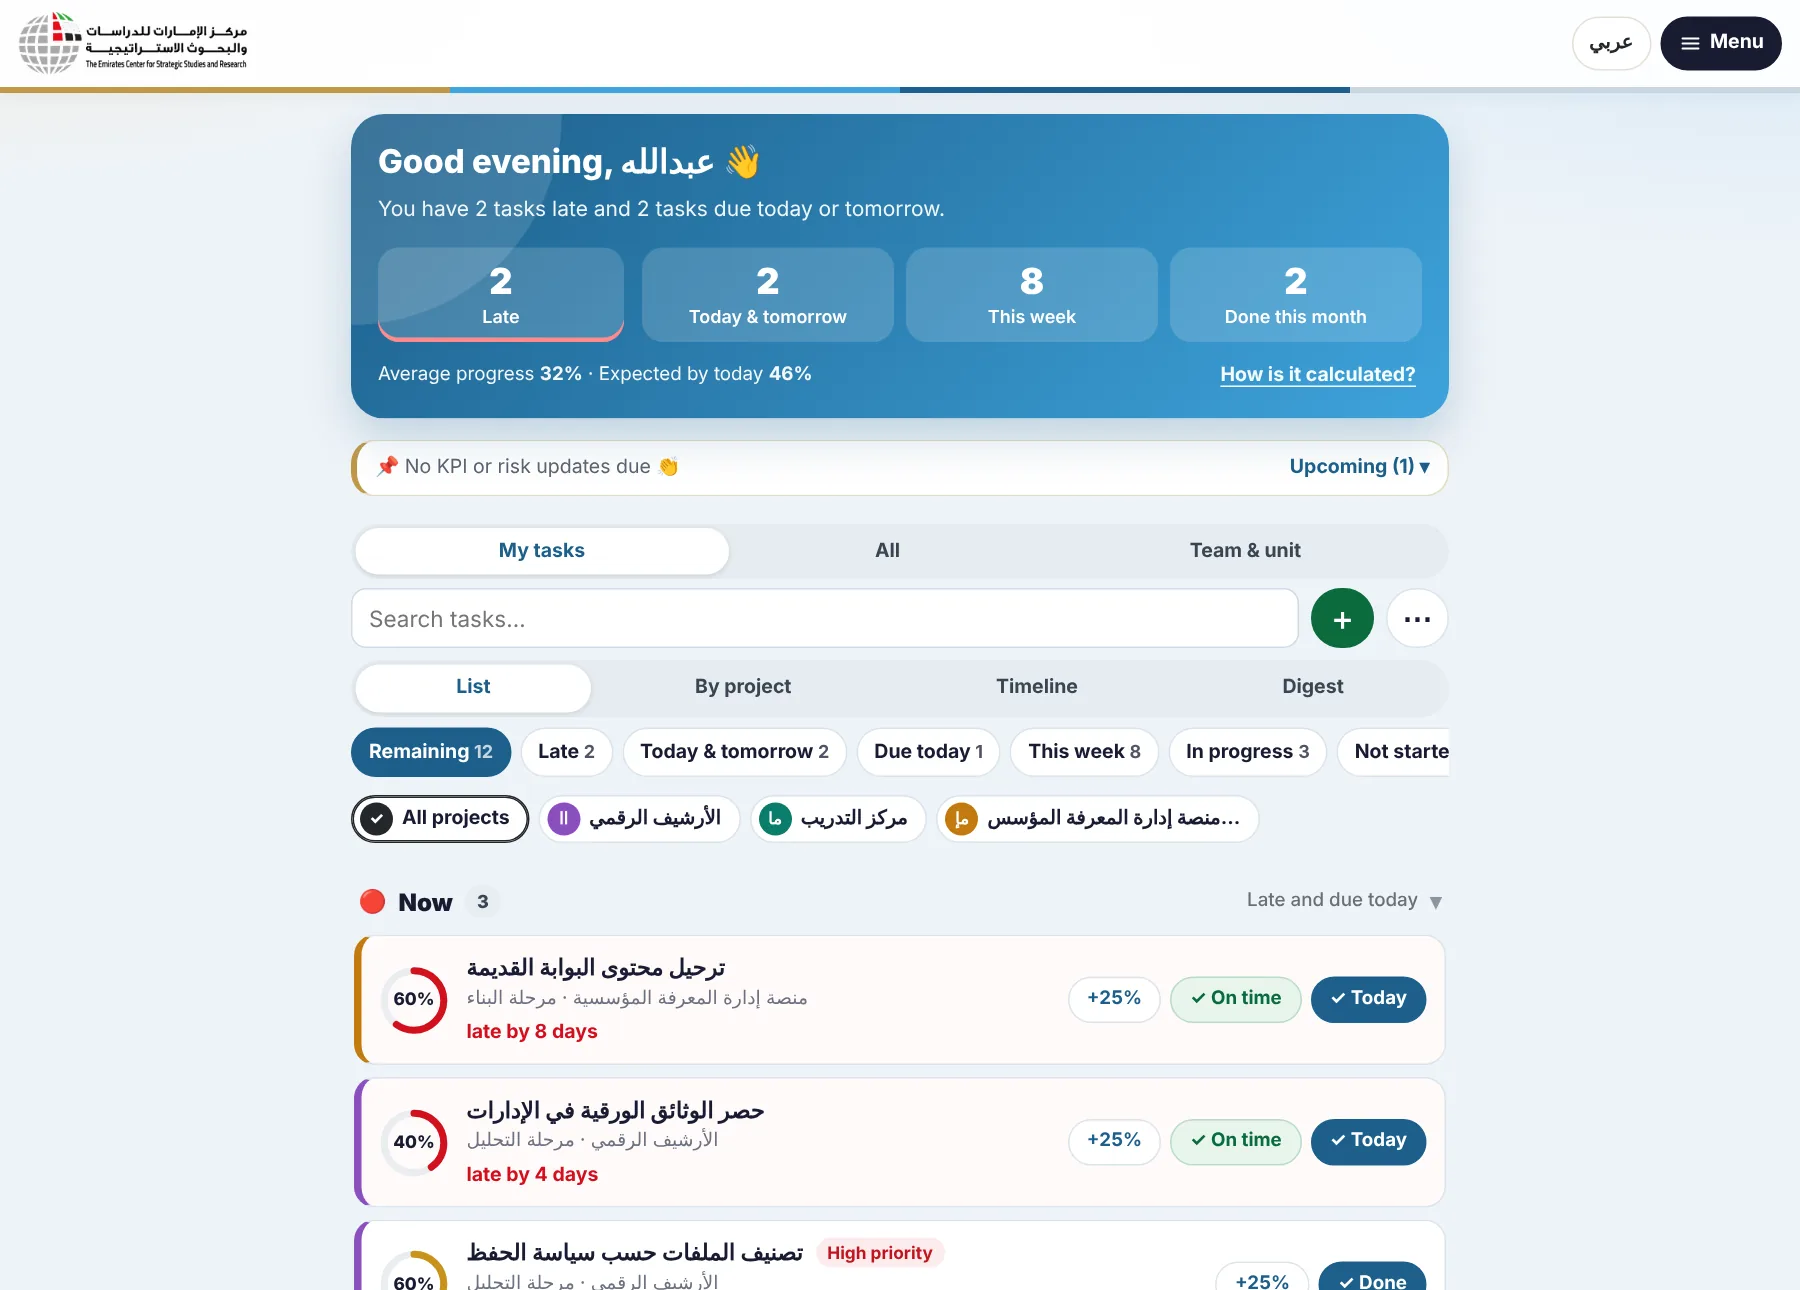 مركز الإمارات للدراسات
والبحوث الاستراتيجية
The Emirates Center for Strategic Studies and Research
عربي
Menu
Good evening, عبدالله 👋
You have 2 tasks late and 2 tasks due today or tomorrow.
2
Late
2
Today & tomorrow
8
This week
2
Done this month
Average progress 32% · Expected by today 46%
How is it calculated?
📌 No KPI or risk updates due 👏
Upcoming (1) ▾
My tasks
All
Team & unit
Search tasks...
+
⋯
List
By project
Timeline
Digest
Remaining 12
Late 2
Today & tomorrow 2
Due today 1
This week 8
In progress 3
Not starte
✓ All projects
اا الأرشيف الرقمي
ما مركز التدريب
مإ منصة إدارة المعرفة المؤسس...
🔴 Now 3
Late and due today ▼
60%
ترحيل محتوى البوابة القديمة
منصة إدارة المعرفة المؤسسية · مرحلة البناء
late by 8 days
+25%
✓ On time
✓ Today
40%
حصر الوثائق الورقية في الإدارات
الأرشيف الرقمي · مرحلة التحليل
late by 4 days
+25%
✓ On time
✓ Today
60%
تصنيف الملفات حسب سياسة الحفظ
High priority
الأرشيف الرقمي · مرحلة التحليل
+25%
✓ Done